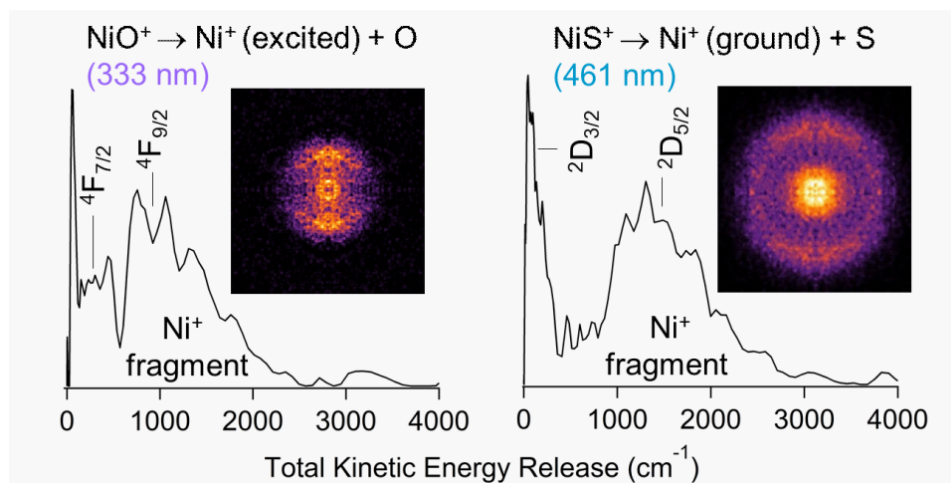 NiO⁺ → Ni⁺ (excited) + O
(333 nm)
⁴F₇/₂
⁴F₉/₂
Ni⁺
fragment
0 1000 2000 3000 4000
NiS⁺ → Ni⁺ (ground) + S
(461 nm)
²D₃/₂
²D₅/₂
Ni⁺
fragment
0 1000 2000 3000 4000
Total Kinetic Energy Release (cm⁻¹)